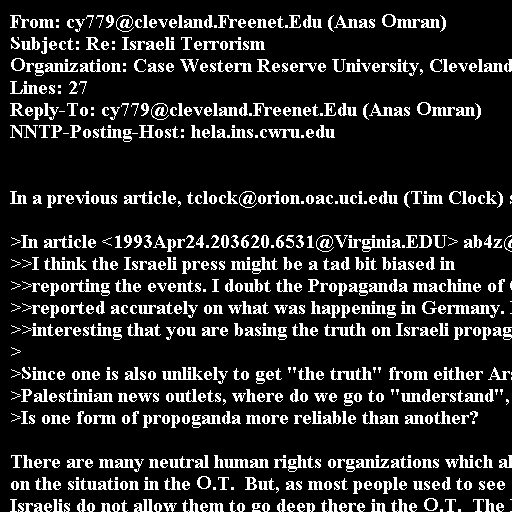 From: cy779@cleveland.Freenet.Edu (Anas Omran)
Subject: Re: Israeli Terrorism
Organization: Case Western Reserve University, Cleveland
Lines: 27
Reply-To: cy779@cleveland.Freenet.Edu (Anas Omran)
NNTP-Posting-Host: hela.ins.cwru.edu
In a previous article, tclock@orion.oac.uci.edu (Tim Clock) s
>In article <1993Apr24.203620.6531@Virginia.EDU> ab4z@
>>I think the Israeli press might be a tad bit biased in
>>reporting the events. I doubt the Propaganda machine of
>>reported accurately on what was happening in Germany.
>>interesting that you are basing the truth on Israeli propag
>
>Since one is also unlikely to get "the truth" from either Ar
>Palestinian news outlets, where do we go to "understand",
>Is one form of propoganda more reliable than another?
There are many neutral human rights organizations which al
on the situation in the O.T.  But, as most people used to see
Israelis do not allow them to go deep there in the O.T.  The